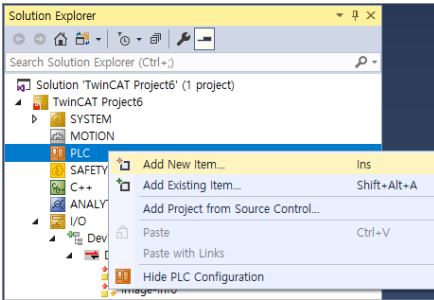 Solution Explorer
Search Solution Explorer (Ctrl+;)
Solution 'TwinCAT Project6' (1 project)
TwinCAT Project6
SYSTEM
MOTION
PLC
SAFETY
C++
ANALY
I/O
Dev
Image-Info
Add New Item... Ins
Add Existing Item... Shift+Alt+A
Add Project from Source Control...
Paste Ctrl+V
Paste with Links
Hide PLC Configuration